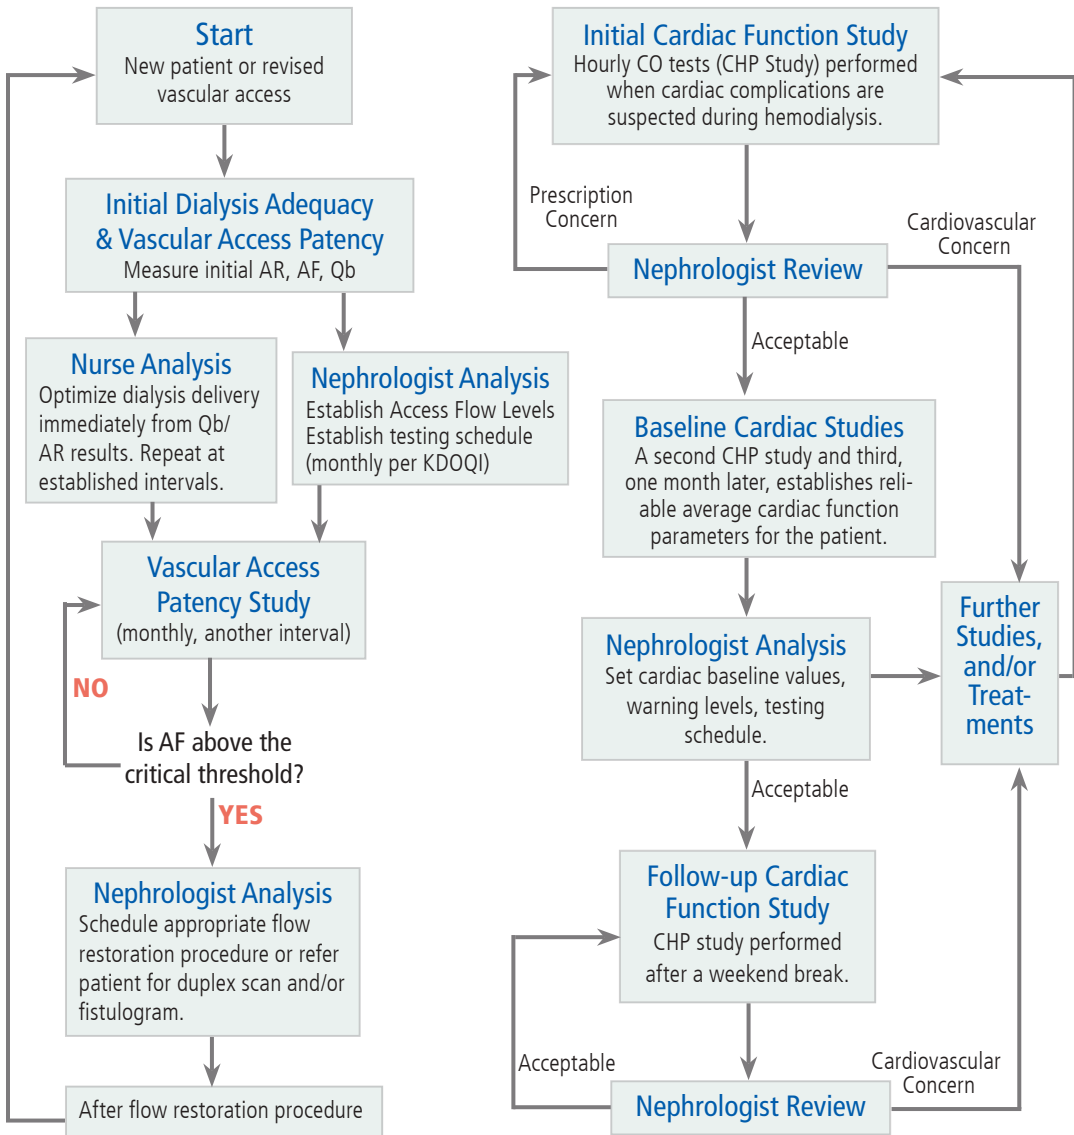 Start
New patient or revised
vascular access
Initial Dialysis Adequacy
& Vascular Access Patency
Measure initial AR, AF, Qb
Nurse Analysis
Optimize dialysis delivery
immediately from Qb/
AR results. Repeat at
established intervals.
Nephrologist Analysis
Establish Access Flow Levels
Establish testing schedule
(monthly per KDOQI)
Vascular Access
Patency Study
(monthly, another interval)
NO
Is AF above the
critical threshold?
YES
Nephrologist Analysis
Schedule appropriate flow
restoration procedure or refer
patient for duplex scan and/or
fistulogram.
After flow restoration procedure
Initial Cardiac Function Study
Hourly CO tests (CHP Study) performed
when cardiac complications are
suspected during hemodialysis.
Prescription
Concern
Cardiovascular
Concern
Nephrologist Review
Acceptable
Baseline Cardiac Studies
A second CHP study and third,
one month later, establishes reli-
able average cardiac function
parameters for the patient.
Nephrologist Analysis
Set cardiac baseline values,
warning levels, testing
schedule.
Further
Studies,
and/or
Treat-
ments
Acceptable
Follow-up Cardiac
Function Study
CHP study performed
after a weekend break.
Acceptable
Cardiovascular
Concern
Nephrologist Review